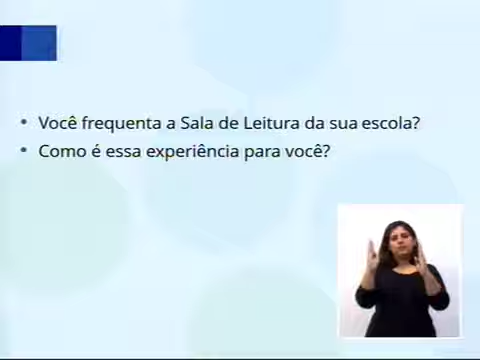 • Você frequenta a Sala de Leitura da sua escola?
• Como é essa experiência para você?